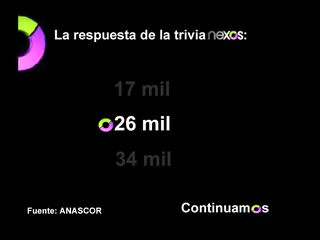 La respuesta de la trivia nexos:
17 mil
26 mil
34 mil
Continuamos
Fuente: ANASCOR